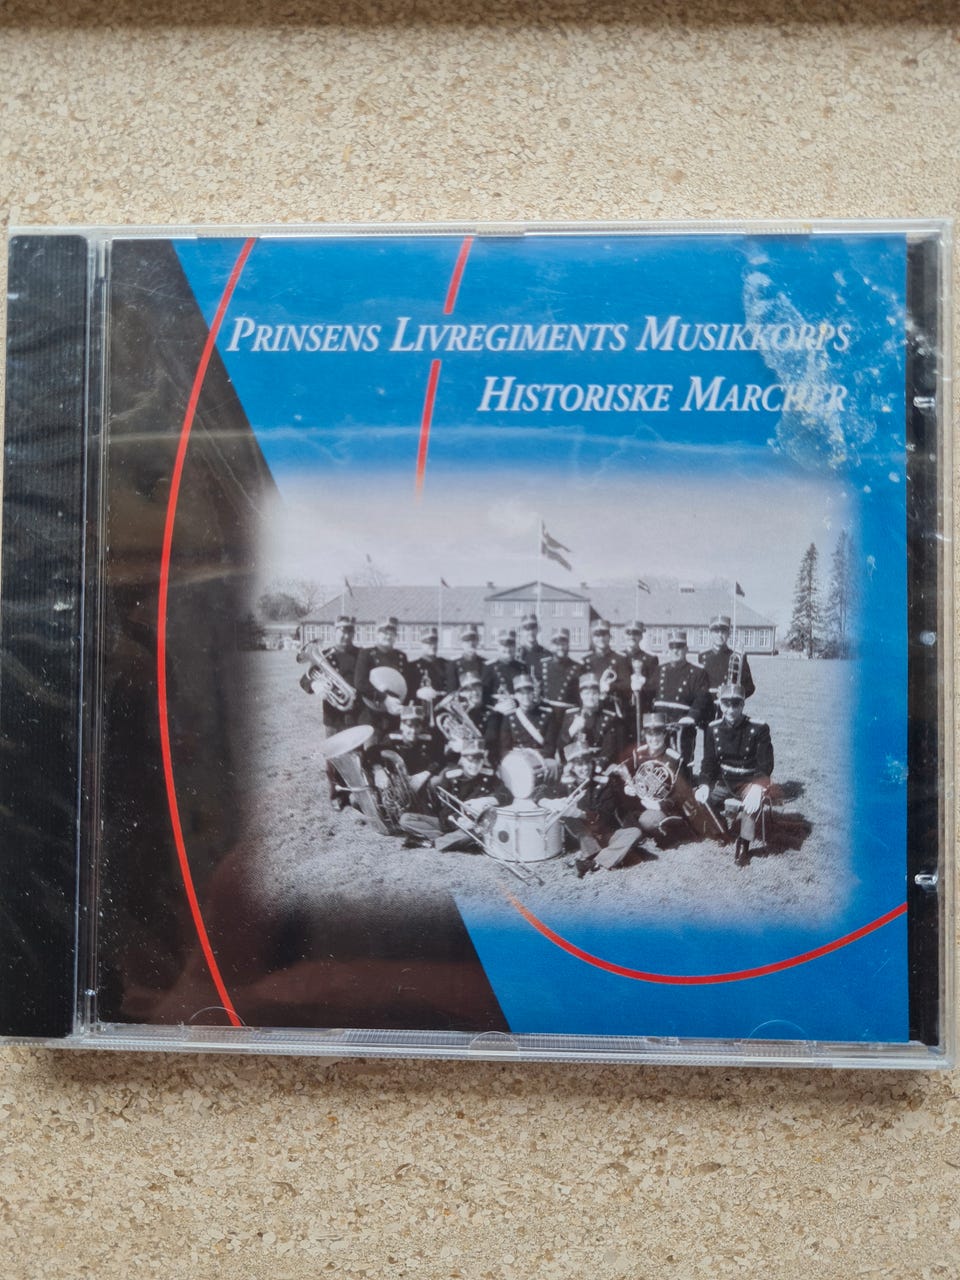 PRINSENS LIVREGIMENTS MUSIKKORPS
HISTORISKE MARCHER